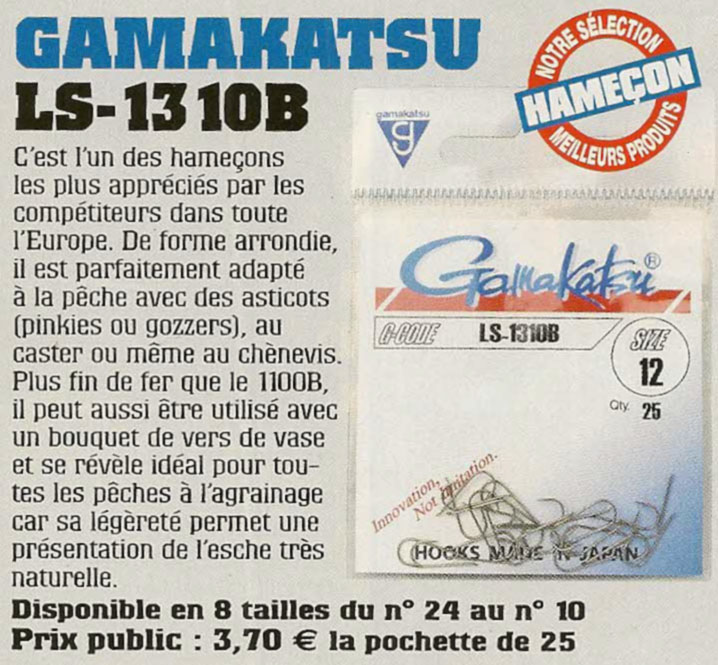 GAMAKATSU
LS-1310B
C'est l'un des hameçons
les plus appréciés par les
compétiteurs dans toute
l'Europe. De forme arrondie,
il est parfaitement adapté
à la pêche avec des asticots
(pinkies ou gozzers), au
caster ou même au chènevis.
Plus fin de fer que le 1100B,
il peut aussi être utilisé avec
un bouquet de vers de vase
et se révèle idéal pour tou-
tes les pêches à l'agrainage
car sa légèreté permet une
présentation de l'esche très
naturelle.
Disponible en 8 tailles du n° 24 au n° 10
Prix public : 3,70 € la pochette de 25
NOTRE SÉLECTION
HAMEÇON
MEILLEURS PRODUITS
gamakatsu
Gamakatsu®
G-CODE LS-1310B
SIZE
12
Qty. 25
Innovation,
Not Imitation.
HOOKS MADE IN JAPAN